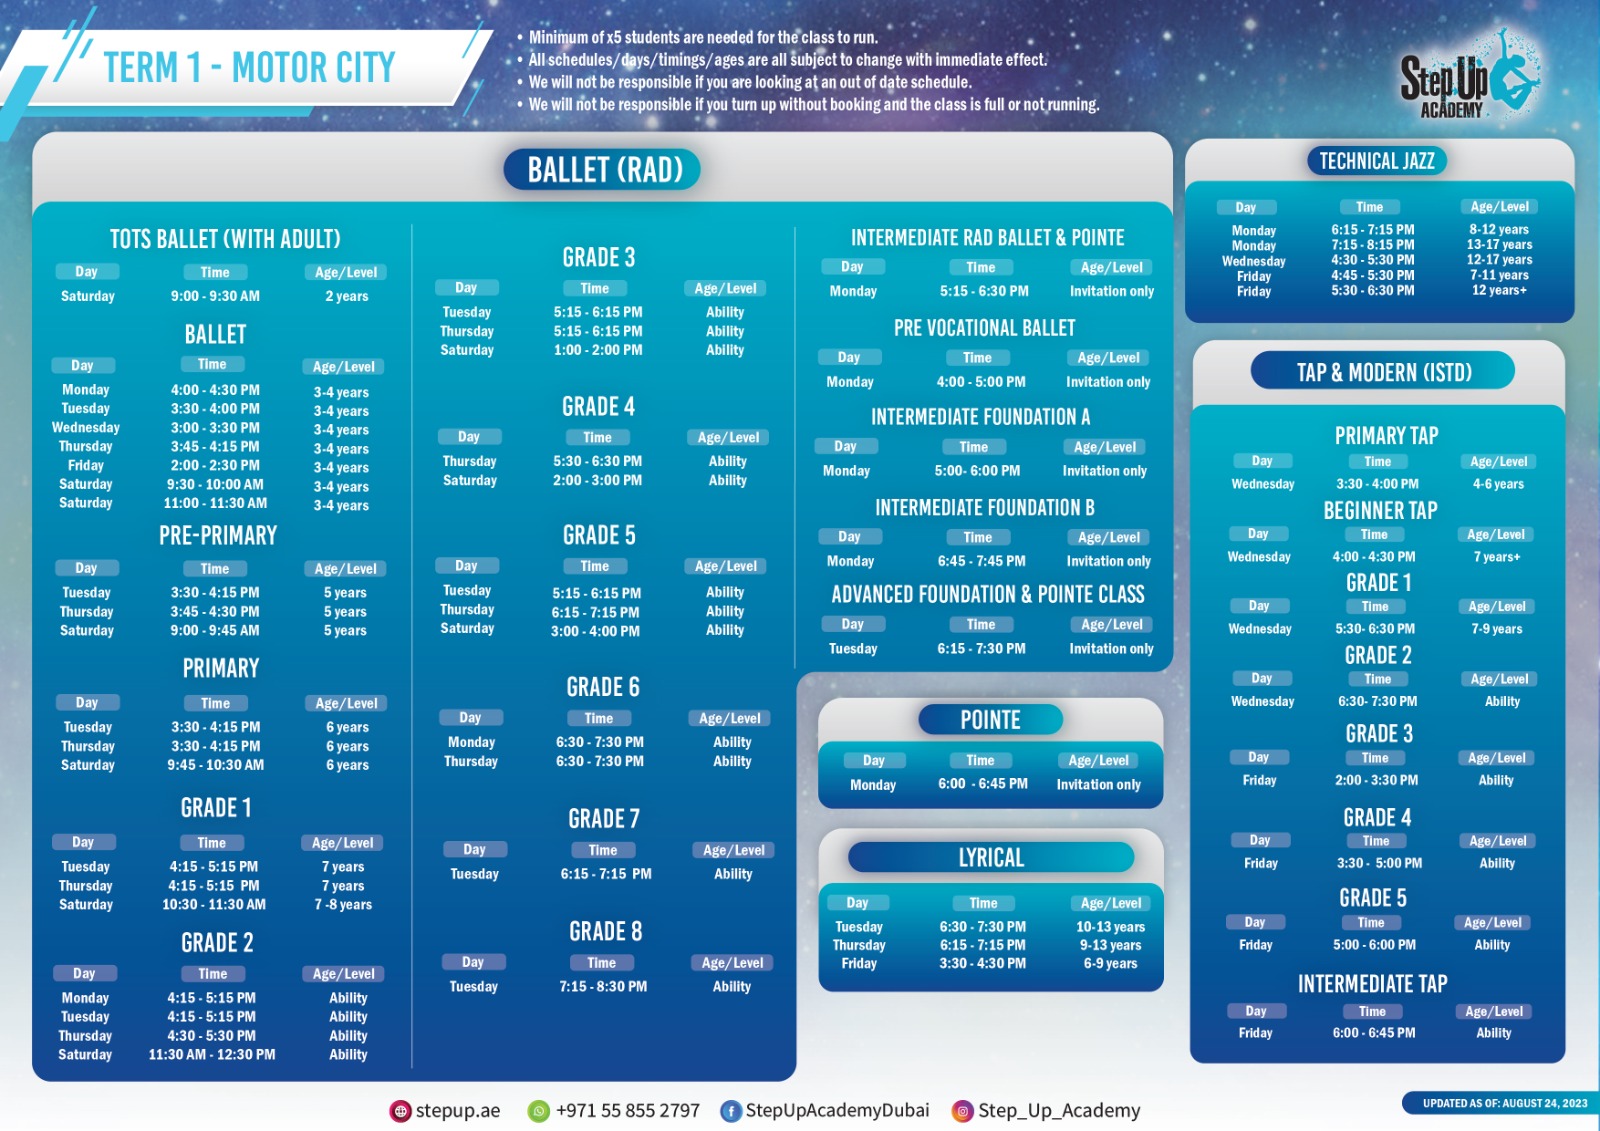 TERM 1 - MOTOR CITY
• Minimum of x5 students are needed for the class to run.
• All schedules/days/timings/ages are all subject to change with immediate effect.
• We will not be responsible if you are looking at an out of date schedule.
• We will not be responsible if you turn up without booking and the class is full or not running.
Step Up
ACADEMY
BALLET (RAD)
TOTS BALLET (WITH ADULT)
Day Time Age/Level
Saturday 9:00 - 9:30 AM 2 years
BALLET
Day Time Age/Level
Monday 4:00 - 4:30 PM 3-4 years
Tuesday 3:30 - 4:00 PM 3-4 years
Wednesday 3:00 - 3:30 PM 3-4 years
Thursday 3:45 - 4:15 PM 3-4 years
Friday 2:00 - 2:30 PM 3-4 years
Saturday 9:30 - 10:00 AM 3-4 years
Saturday 11:00 - 11:30 AM 3-4 years
PRE-PRIMARY
Day Time Age/Level
Tuesday 3:30 - 4:15 PM 5 years
Thursday 3:45 - 4:30 PM 5 years
Saturday 9:00 - 9:45 AM 5 years
PRIMARY
Day Time Age/Level
Tuesday 3:30 - 4:15 PM 6 years
Thursday 3:30 - 4:15 PM 6 years
Saturday 9:45 - 10:30 AM 6 years
GRADE 1
Day Time Age/Level
Tuesday 4:15 - 5:15 PM 7 years
Thursday 4:15 - 5:15 PM 7 years
Saturday 10:30 - 11:30 AM 7 -8 years
GRADE 2
Day Time Age/Level
Monday 4:15 - 5:15 PM Ability
Tuesday 4:15 - 5:15 PM Ability
Thursday 4:30 - 5:30 PM Ability
Saturday 11:30 AM - 12:30 PM Ability
GRADE 3
Day Time Age/Level
Tuesday 5:15 - 6:15 PM Ability
Thursday 5:15 - 6:15 PM Ability
Saturday 1:00 - 2:00 PM Ability
GRADE 4
Day Time Age/Level
Thursday 5:30 - 6:30 PM Ability
Saturday 2:00 - 3:00 PM Ability
GRADE 5
Day Time Age/Level
Tuesday 5:15 - 6:15 PM Ability
Thursday 6:15 - 7:15 PM Ability
Saturday 3:00 - 4:00 PM Ability
GRADE 6
Day Time Age/Level
Monday 6:30 - 7:30 PM Ability
Thursday 6:30 - 7:30 PM Ability
GRADE 7
Day Time Age/Level
Tuesday 6:15 - 7:15 PM Ability
GRADE 8
Day Time Age/Level
Tuesday 7:15 - 8:30 PM Ability
INTERMEDIATE RAD BALLET & POINTE
Day Time Age/Level
Monday 5:15 - 6:30 PM Invitation only
PRE VOCATIONAL BALLET
Day Time Age/Level
Monday 4:00 - 5:00 PM Invitation only
INTERMEDIATE FOUNDATION A
Day Time Age/Level
Monday 5:00- 6:00 PM Invitation only
INTERMEDIATE FOUNDATION B
Day Time Age/Level
Monday 6:45 - 7:45 PM Invitation only
ADVANCED FOUNDATION & POINTE CLASS
Day Time Age/Level
Tuesday 6:15 - 7:30 PM Invitation only
POINTE
Day Time Age/Level
Monday 6:00 - 6:45 PM Invitation only
LYRICAL
Day Time Age/Level
Tuesday 6:30 - 7:30 PM 10-13 years
Thursday 6:15 - 7:15 PM 9-13 years
Friday 3:30 - 4:30 PM 6-9 years
TECHNICAL JAZZ
Day Time Age/Level
Monday 6:15 - 7:15 PM 8-12 years
Monday 7:15 - 8:15 PM 13-17 years
Wednesday 4:30 - 5:30 PM 12-17 years
Friday 4:45 - 5:30 PM 7-11 years
Friday 5:30 - 6:30 PM 12 years+
TAP & MODERN (ISTD)
PRIMARY TAP
Day Time Age/Level
Wednesday 3:30 - 4:00 PM 4-6 years
BEGINNER TAP
Day Time Age/Level
Wednesday 4:00 - 4:30 PM 7 years+
GRADE 1
Day Time Age/Level
Wednesday 5:30- 6:30 PM 7-9 years
GRADE 2
Day Time Age/Level
Wednesday 6:30- 7:30 PM Ability
GRADE 3
Day Time Age/Level
Friday 2:00 - 3:30 PM Ability
GRADE 4
Day Time Age/Level
Friday 3:30 - 5:00 PM Ability
GRADE 5
Day Time Age/Level
Friday 5:00 - 6:00 PM Ability
INTERMEDIATE TAP
Day Time Age/Level
Friday 6:00 - 6:45 PM Ability
stepup.ae +971 55 855 2797 StepUpAcademyDubai Step_Up_Academy
UPDATED AS OF: AUGUST 24, 2023